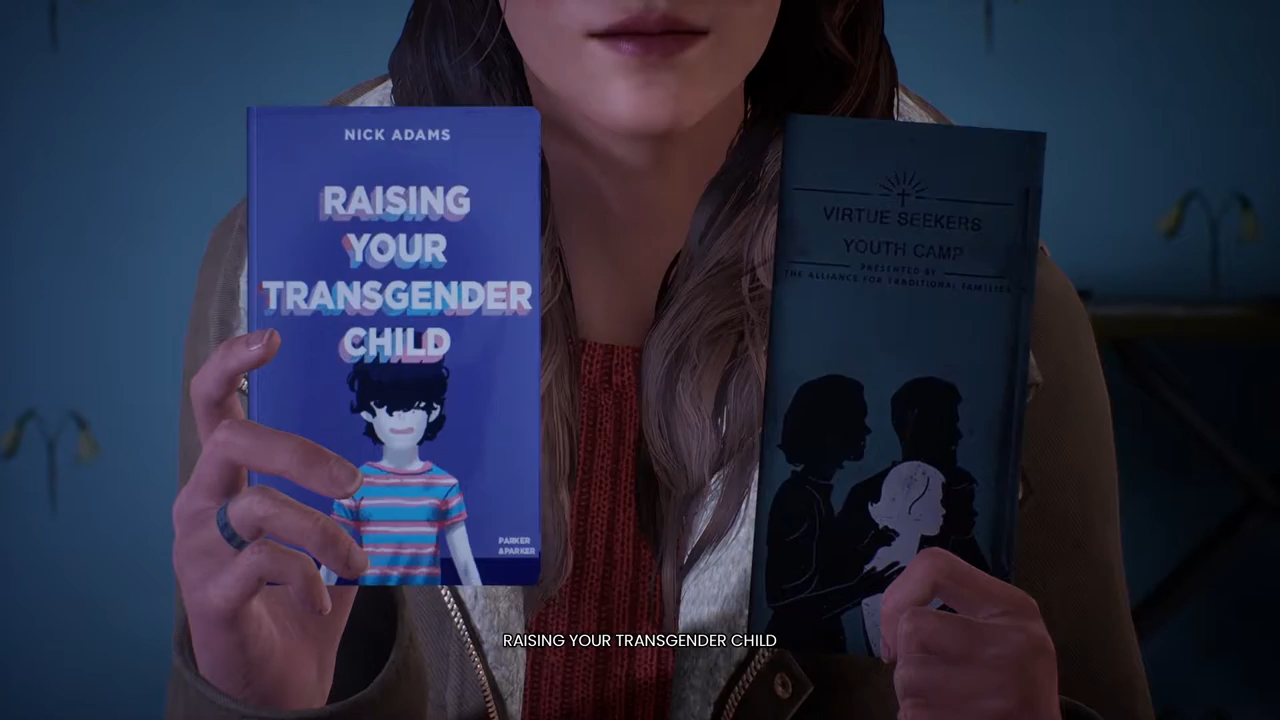 NICK ADAMS
RAISING
YOUR
TRANSGENDER
CHILD
PARKER
&PARKER
VIRTUE SEEKERS
YOUTH CAMP
PRESENTED BY
THE ALLIANCE FOR TRADITIONAL FAMILIES
RAISING YOUR TRANSGENDER CHILD